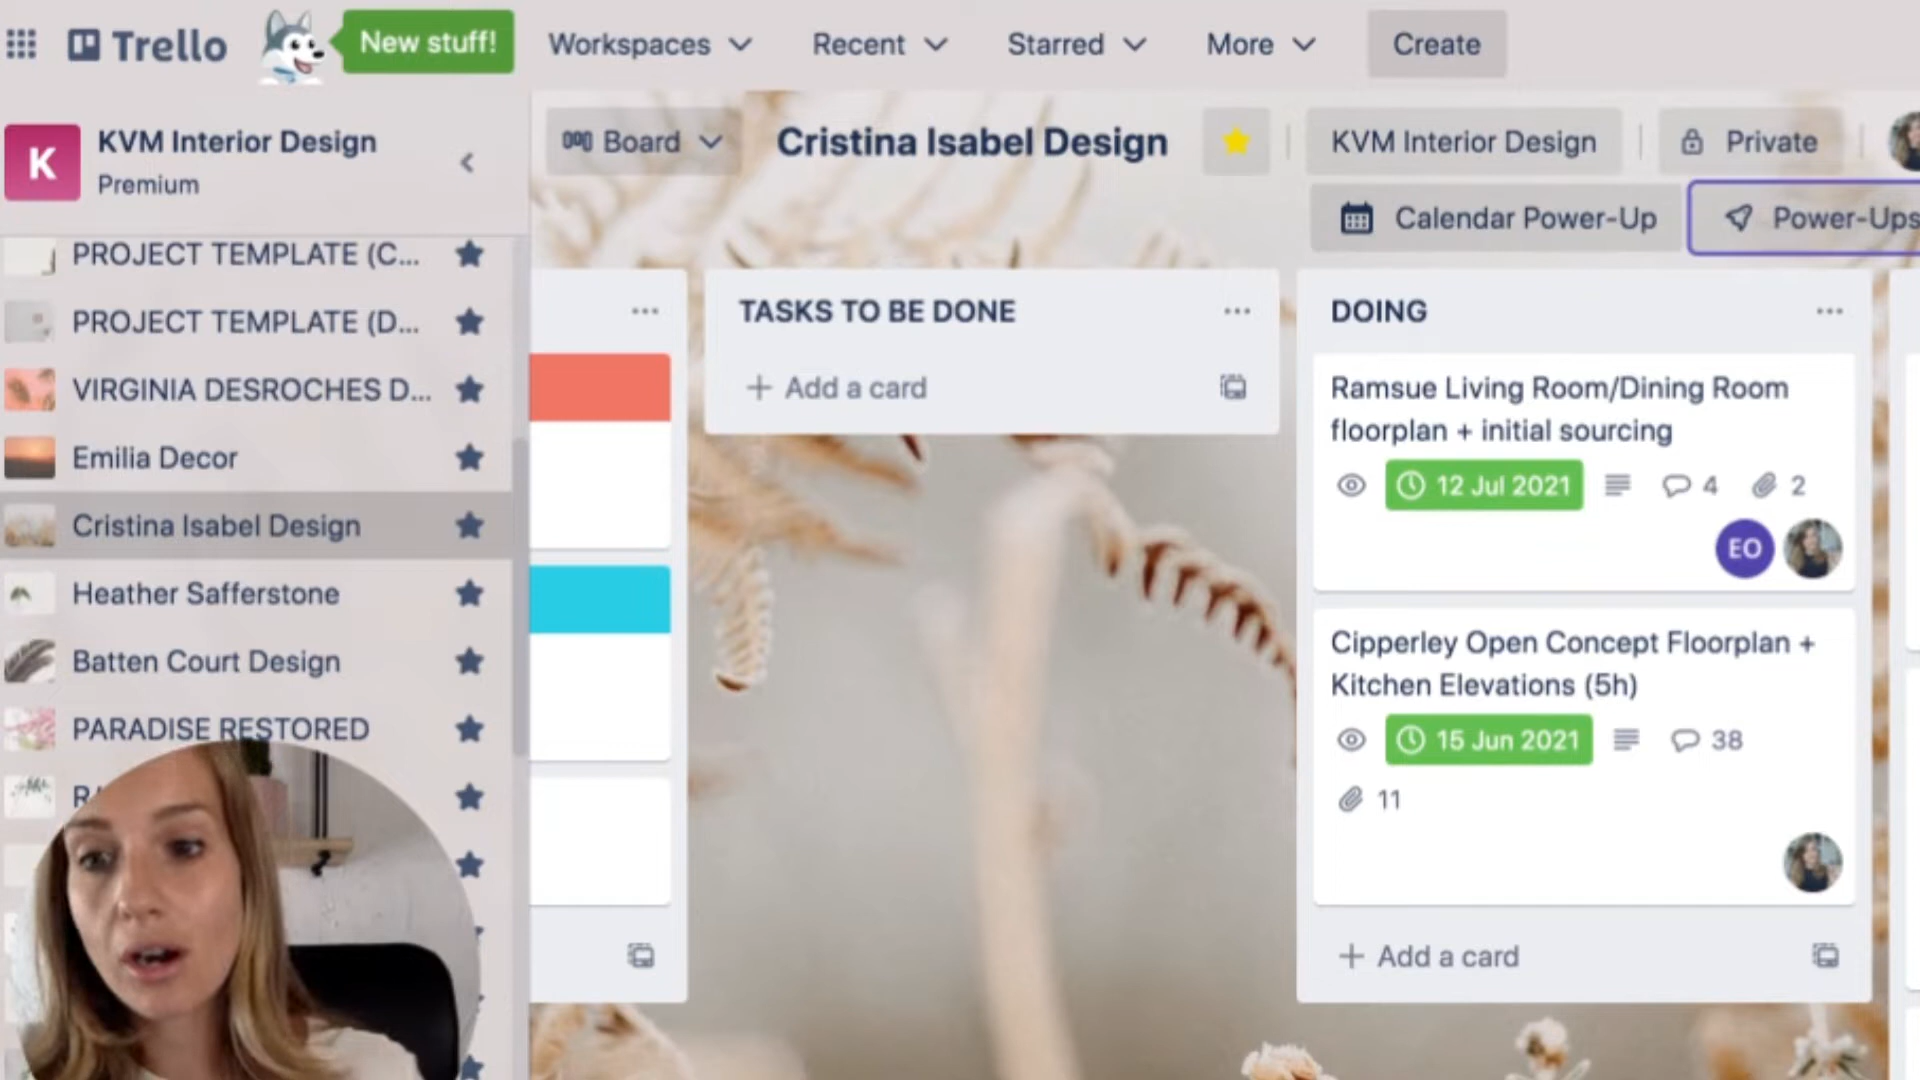 Trello
New stuff!
Workspaces
Recent
Starred
More
Create
K
KVM Interior Design
Premium
Board
Cristina Isabel Design
KVM Interior Design
Private
Calendar Power-Up
Power-Ups
PROJECT TEMPLATE (C...
PROJECT TEMPLATE (D...
VIRGINIA DESROCHES D...
Emilia Decor
Cristina Isabel Design
Heather Safferstone
Batten Court Design
PARADISE RESTORED
TASKS TO BE DONE
Add a card
DOING
Ramsue Living Room/Dining Room
floorplan + initial sourcing
12 Jul 2021
4
2
EO
Cipperley Open Concept Floorplan +
Kitchen Elevations (5h)
15 Jun 2021
38
11
Add a card